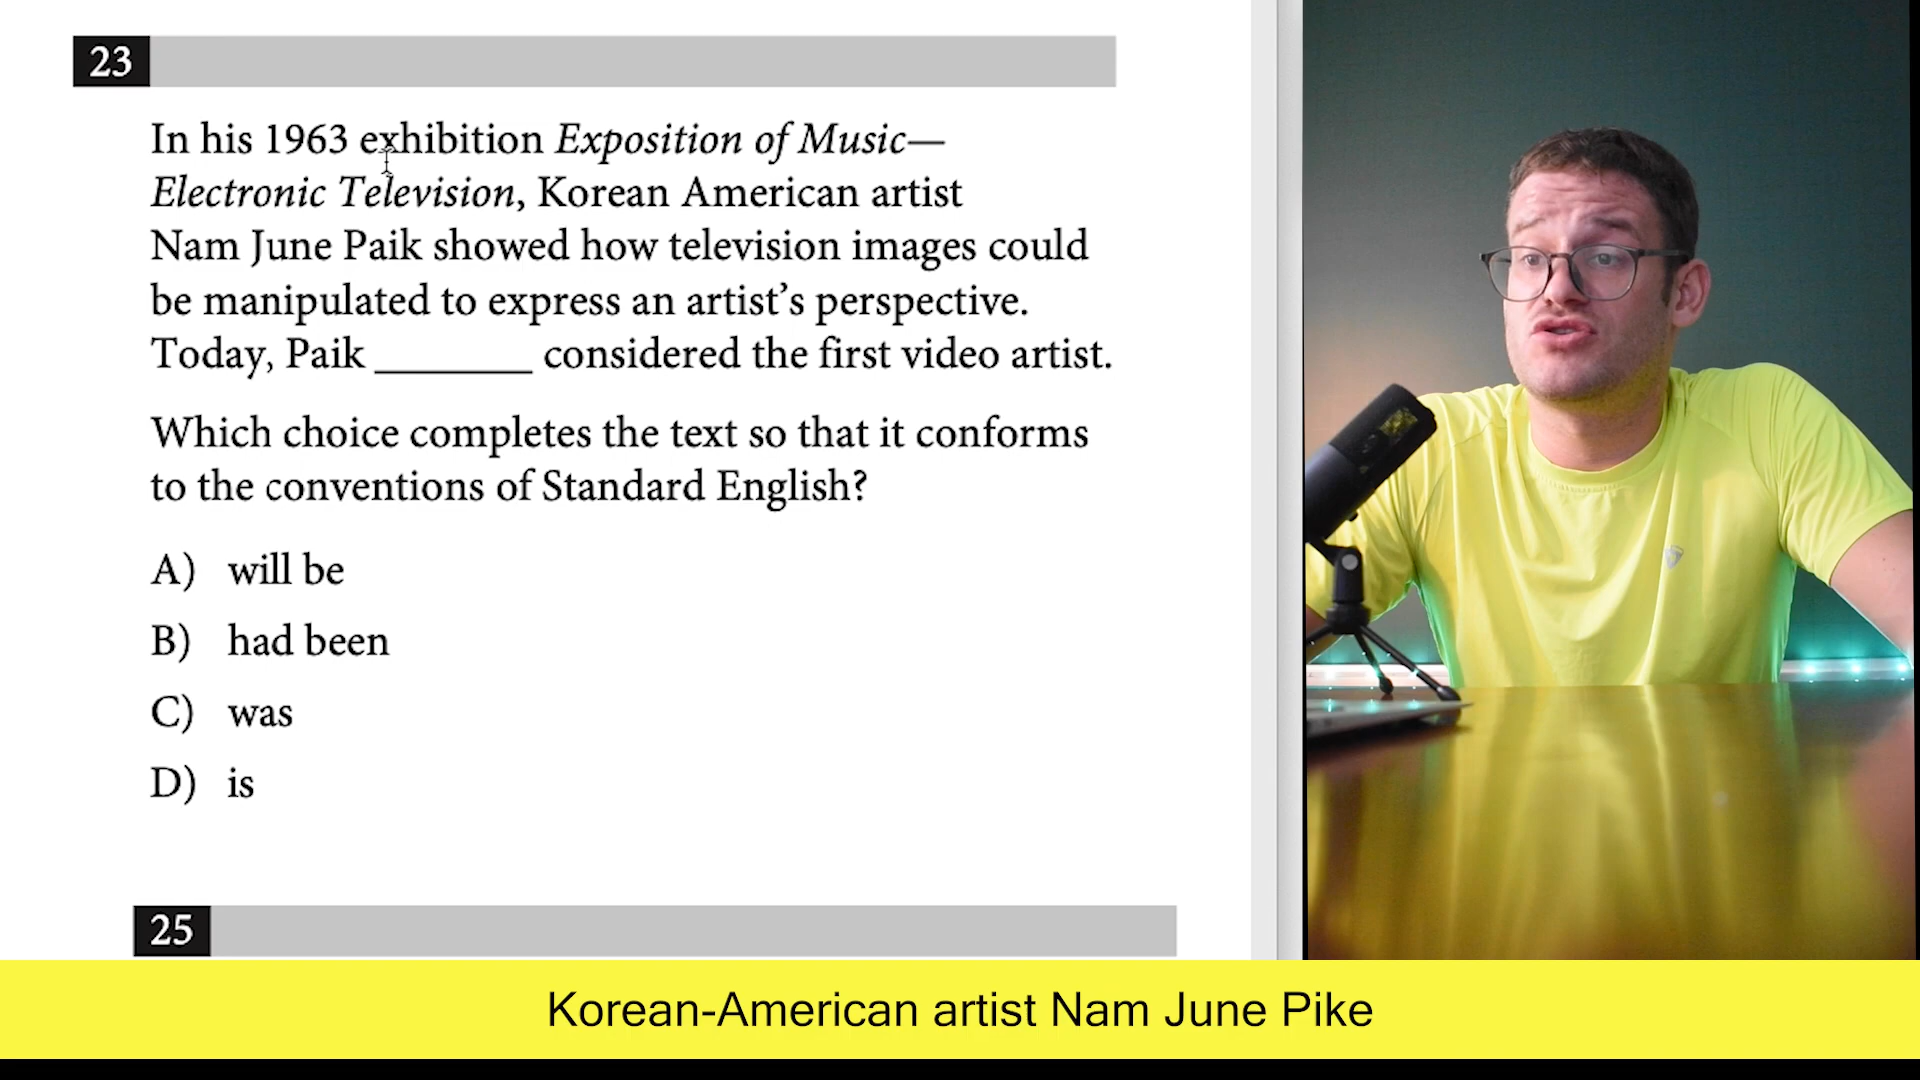 23
In his 1963 exhibition Exposition of Music—
Electronic Television, Korean American artist
Nam June Paik showed how television images could
be manipulated to express an artist’s perspective.
Today, Paik ________ considered the first video artist.
Which choice completes the text so that it conforms
to the conventions of Standard English?
A) will be
B) had been
C) was
D) is
25
Korean-American artist Nam June Pike